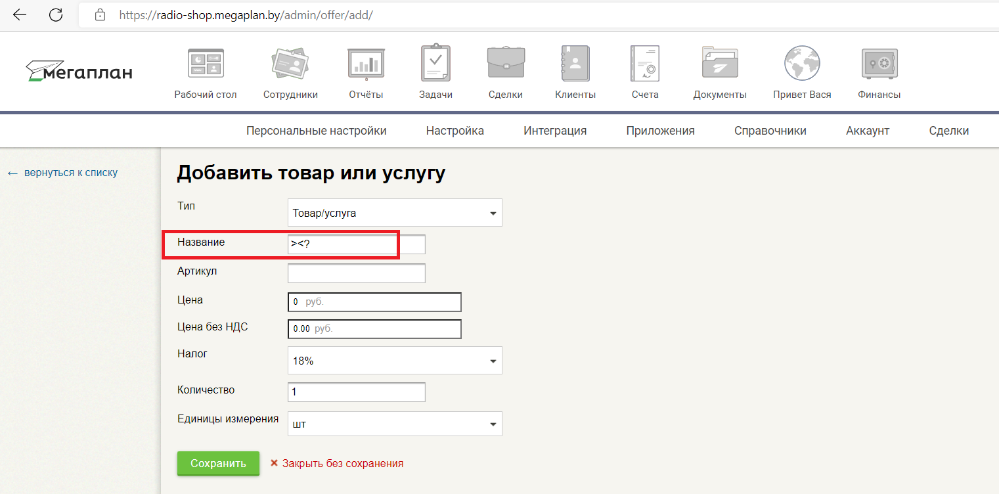 https://radio-shop.megaplan.by/admin/offer/add/
мегаплан
Рабочий стол Сотрудники Отчёты Задачи Сделки Клиенты Счета Документы Привет Вася Финансы
Персональные настройки Настройка Интеграция Приложения Справочники Аккаунт Сделки
← вернуться к списку
Добавить товар или услугу
Тип Товар/услуга
Название ><?
Артикул
Цена 0 руб.
Цена без НДС 0.00 руб.
Налог 18%
Количество 1
Единицы измерения шт
Сохранить × Закрыть без сохранения